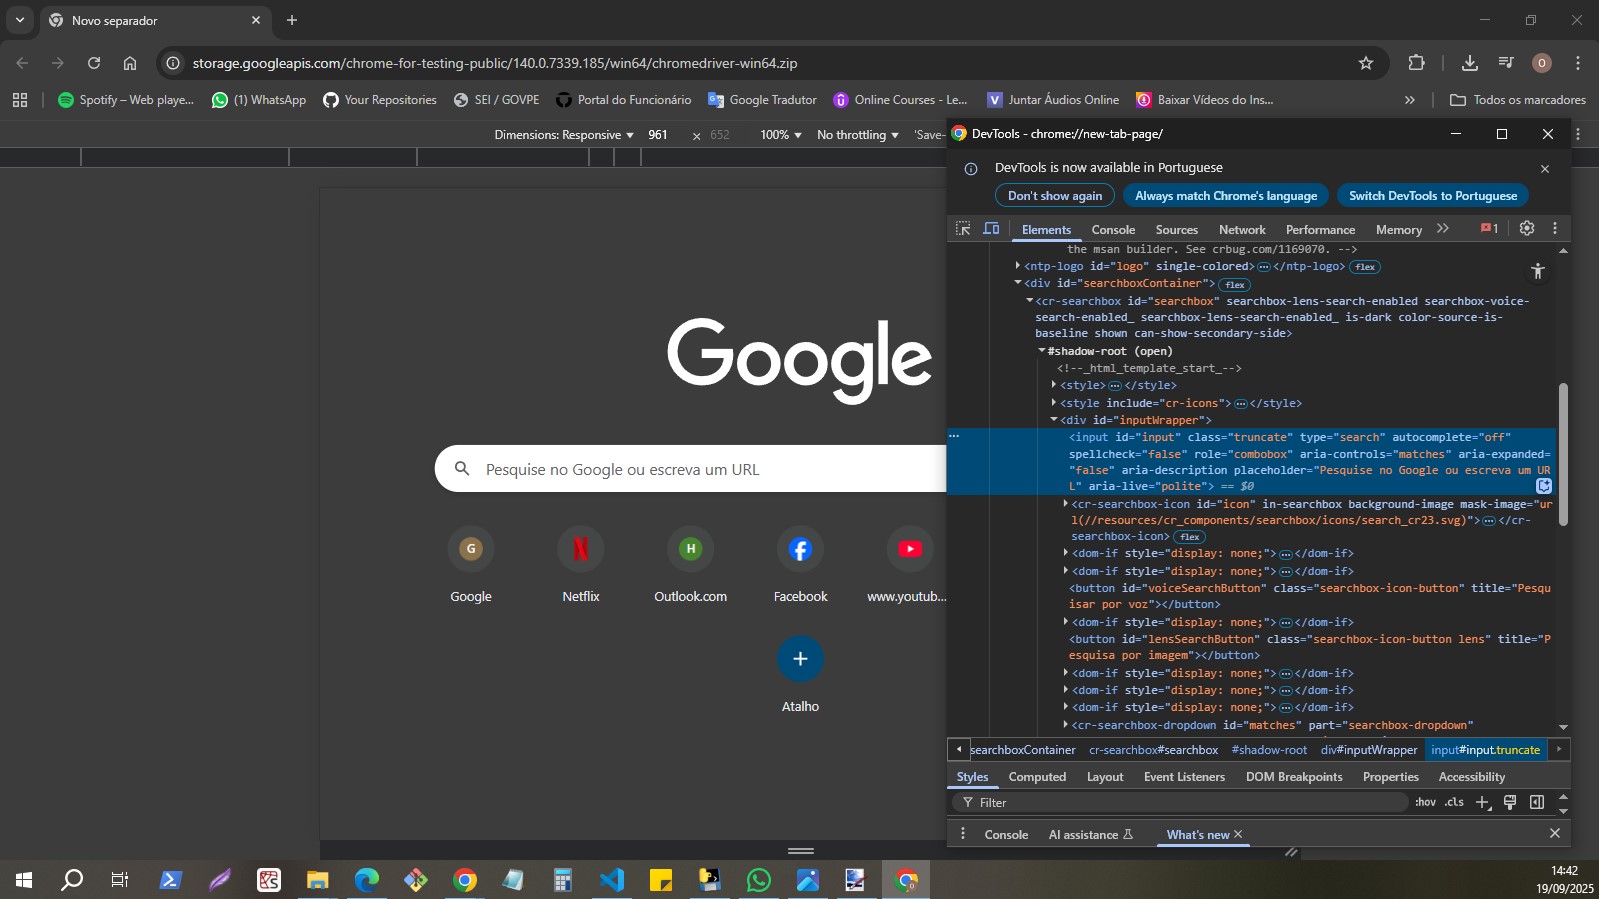 Novo separador
storage.googleapis.com/chrome-for-testing-public/140.0.7339.185/win64/chromedriver-win64.zip
O
Spotify – Web playe...
(1) WhatsApp
Your Repositories
SEI / GOVPE
Portal do Funcionário
Google Tradutor
Online Courses - Le...
V Juntar Áudios Online
Baixar Vídeos do Ins...
»
Todos os marcadores
Dimensions: Responsive 961 × 652 100% No throttling 'Save-
DevTools - chrome://new-tab-page/
DevTools is now available in Portuguese
Don't show again Always match Chrome's language Switch DevTools to Portuguese
Elements Console Sources Network Performance Memory » 1
the msan builder. See crbug.com/1169070. -->
<ntp-logo id="logo" single-colored>…</ntp-logo> flex
<div id="searchboxContainer"> flex
<cr-searchbox id="searchbox" searchbox-lens-search-enabled searchbox-voice-
search-enabled_ searchbox-lens-search-enabled_ is-dark color-source-is-
baseline shown can-show-secondary-side>
#shadow-root (open)
<!--_html_template_start_-->
<style>…</style>
<style include="cr-icons">…</style>
<div id="inputWrapper">
<input id="input" class="truncate" type="search" autocomplete="off"
spellcheck="false" role="combobox" aria-controls="matches" aria-expanded=
"false" aria-description placeholder="Pesquise no Google ou escreva um UR
L" aria-live="polite"> == $0
<cr-searchbox-icon id="icon" in-searchbox background-image mask-image="ur
l(//resources/cr_components/searchbox/icons/search_cr23.svg)">…</cr-
searchbox-icon> flex
<dom-if style="display: none;">…</dom-if>
<dom-if style="display: none;">…</dom-if>
<button id="voiceSearchButton" class="searchbox-icon-button" title="Pesqu
isar por voz"></button>
<dom-if style="display: none;">…</dom-if>
<button id="lensSearchButton" class="searchbox-icon-button lens" title="P
esquisa por imagem"></button>
<dom-if style="display: none;">…</dom-if>
<dom-if style="display: none;">…</dom-if>
<dom-if style="display: none;">…</dom-if>
<cr-searchbox-dropdown id="matches" part="searchbox-dropdown"
searchboxContainer cr-searchbox#searchbox #shadow-root div#inputWrapper input#input.truncate
Styles Computed Layout Event Listeners DOM Breakpoints Properties Accessibility
Filter :hov .cls
Console AI assistance What's new
Google
Pesquise no Google ou escreva um URL
G
N
H
Google
Netflix
Outlook.com
Facebook
www.youtub...
Atalho
14:42
19/09/2025